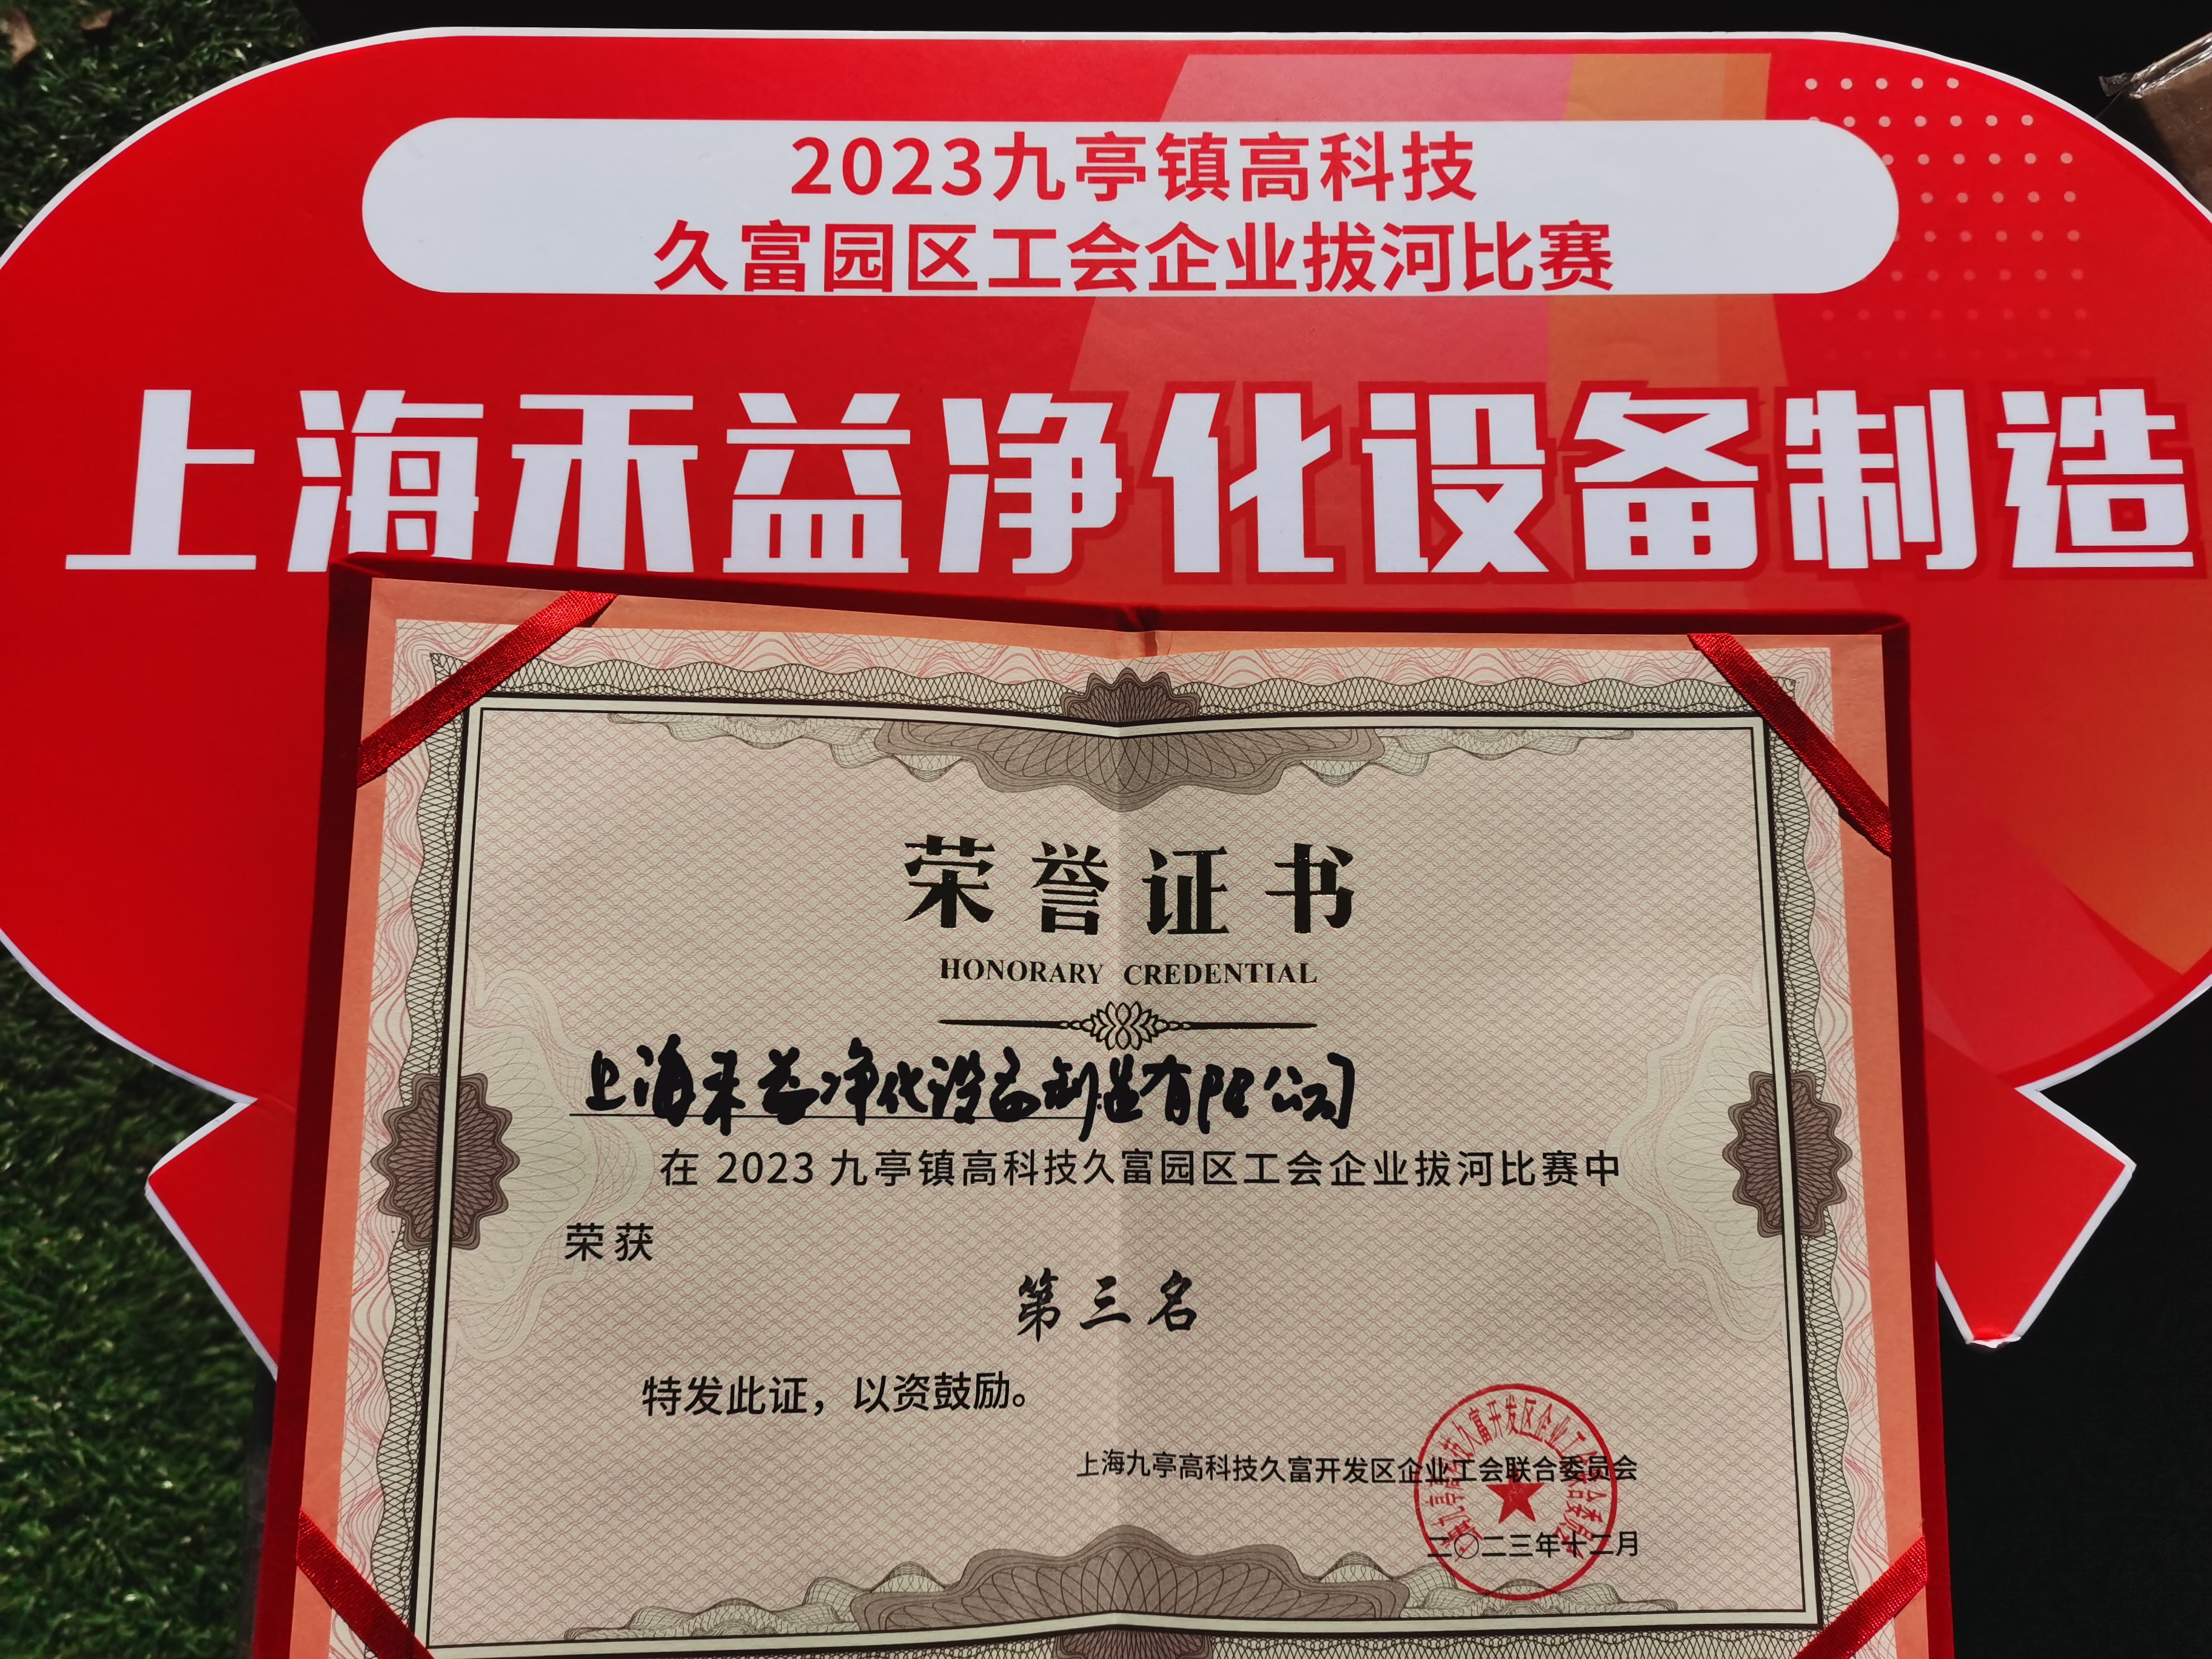 2023九亭镇高科技
久富园区工会企业拔河比赛
上海禾益净化设备制造
荣誉证书
HONORARY CREDENTIAL
上海禾益净化设备制造有限公司
在 2023 九亭镇高科技久富园区工会企业拔河比赛中
荣获
第三名
特发此证，以资鼓励。
上海九亭高科技久富开发区企业工会联合委员会
二〇二三年十二月